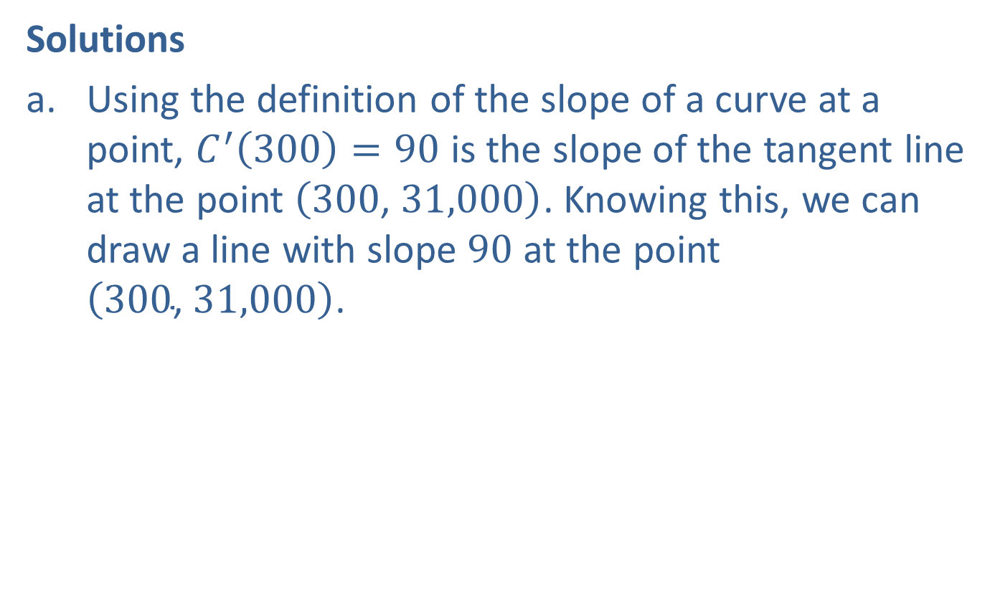 Solutions
a. Using the definition of the slope of a curve at a
point, C′(300) = 90 is the slope of the tangent line
at the point (300, 31,000). Knowing this, we can
draw a line with slope 90 at the point
(300., 31,000).